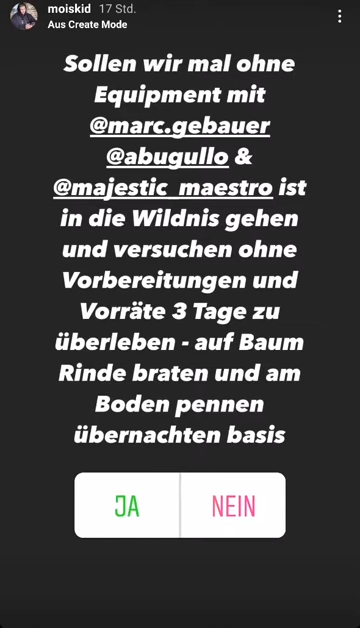 moiskid 17 Std.
Aus Create Mode
Sollen wir mal ohne
Equipment mit
@marc.gebauer
@abugullo &
@majestic_maestro ist
in die Wildnis gehen
und versuchen ohne
Vorbereitungen und
Vorräte 3 Tage zu
überleben - auf Baum
Rinde braten und am
Boden pennen
übernachten basis
JA NEIN